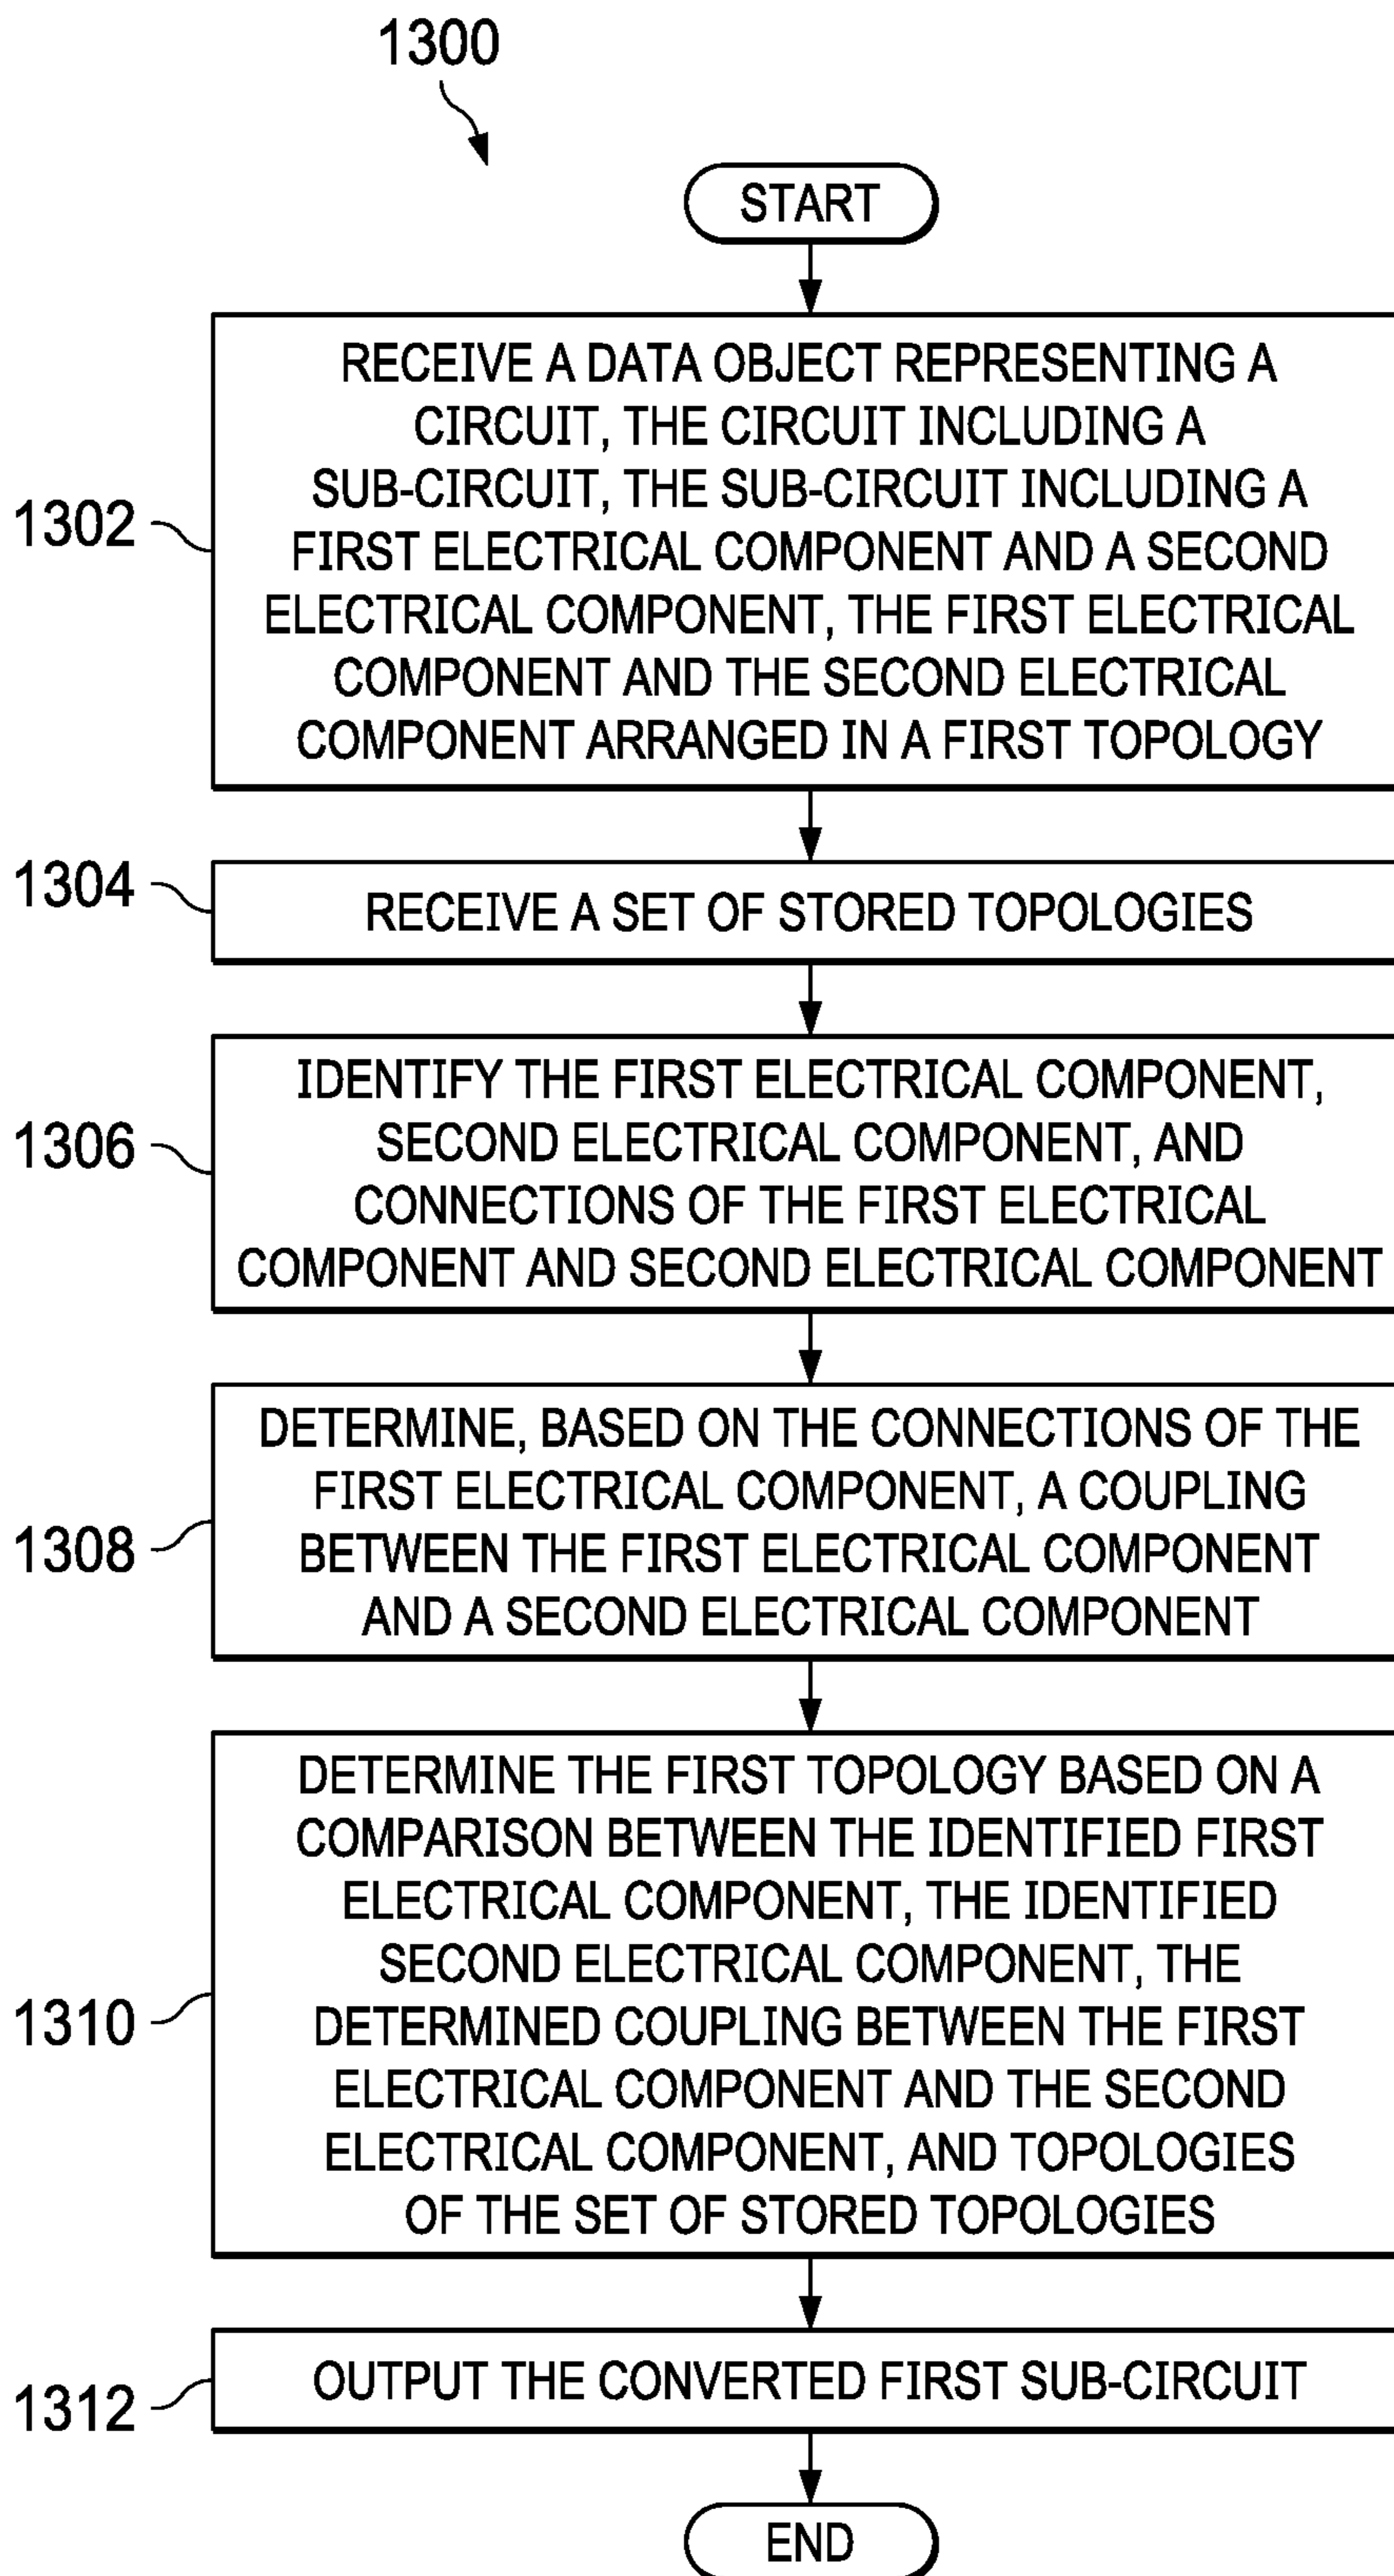 1300
START
1302
RECEIVE A DATA OBJECT REPRESENTING A
CIRCUIT, THE CIRCUIT INCLUDING A
SUB-CIRCUIT, THE SUB-CIRCUIT INCLUDING A
FIRST ELECTRICAL COMPONENT AND A SECOND
ELECTRICAL COMPONENT, THE FIRST ELECTRICAL
COMPONENT AND THE SECOND ELECTRICAL
COMPONENT ARRANGED IN A FIRST TOPOLOGY
1304
RECEIVE A SET OF STORED TOPOLOGIES
1306
IDENTIFY THE FIRST ELECTRICAL COMPONENT,
SECOND ELECTRICAL COMPONENT, AND
CONNECTIONS OF THE FIRST ELECTRICAL
COMPONENT AND SECOND ELECTRICAL COMPONENT
1308
DETERMINE, BASED ON THE CONNECTIONS OF THE
FIRST ELECTRICAL COMPONENT, A COUPLING
BETWEEN THE FIRST ELECTRICAL COMPONENT
AND A SECOND ELECTRICAL COMPONENT
1310
DETERMINE THE FIRST TOPOLOGY BASED ON A
COMPARISON BETWEEN THE IDENTIFIED FIRST
ELECTRICAL COMPONENT, THE IDENTIFIED
SECOND ELECTRICAL COMPONENT, THE
DETERMINED COUPLING BETWEEN THE FIRST
ELECTRICAL COMPONENT AND THE SECOND
ELECTRICAL COMPONENT, AND TOPOLOGIES
OF THE SET OF STORED TOPOLOGIES
1312
OUTPUT THE CONVERTED FIRST SUB-CIRCUIT
END